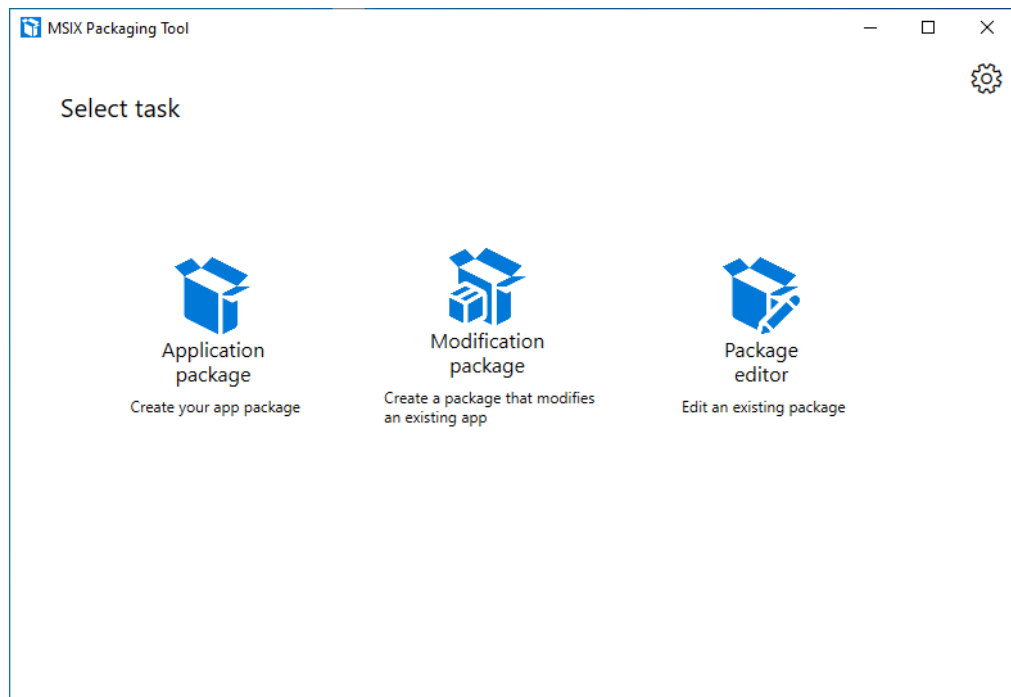 MSIX Packaging Tool
Select task
Application
package
Create your app package
Modification
package
Create a package that modifies
an existing app
Package
editor
Edit an existing package